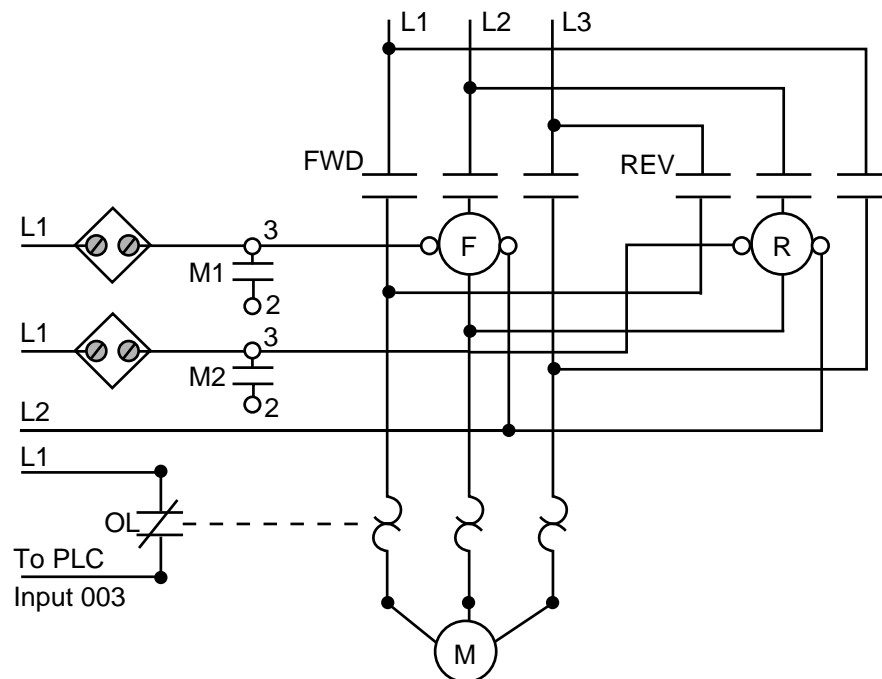 L1 L2 L3
FWD REV
L1 3 F R
M1
2
L1 3
M2
2
L2
L1
OL
To PLC
Input 003
M